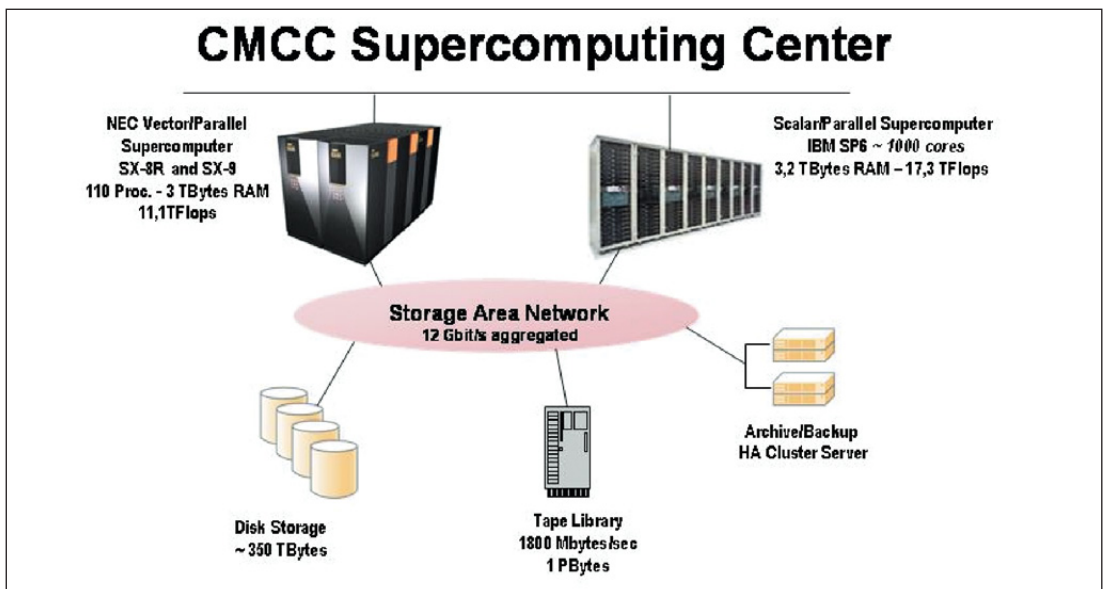 CMCC Supercomputing Center
NEC Vector/Parallel
Supercomputer
SX-8R and SX-9
110 Proc. - 3 TBytes RAM
11,1TFlops
Scalar/Parallel Supercomputer
IBM SP6 ~ 1000 cores
3,2 TBytes RAM – 17,3 TFlops
Storage Area Network
12 Gbit/s aggregated
Archive/Backup
HA Cluster Server
Disk Storage
~ 350 TBytes
Tape Library
1800 Mbytes/sec
1 PBytes